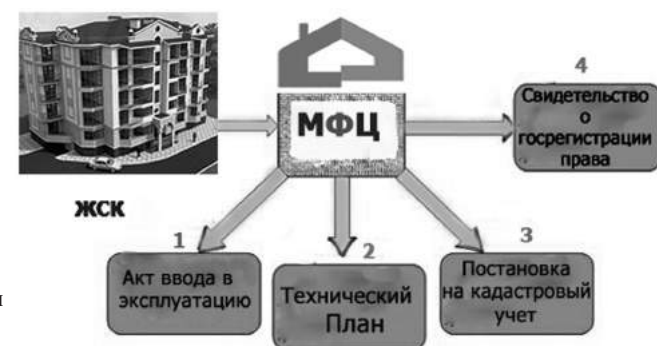 ЖСК
МФЦ
1
Акт ввода в
эксплуатацию
2
Технический
План
3
Постановка
на кадастровый
учет
4
Свидетельство
о
госрегистрации
права
и